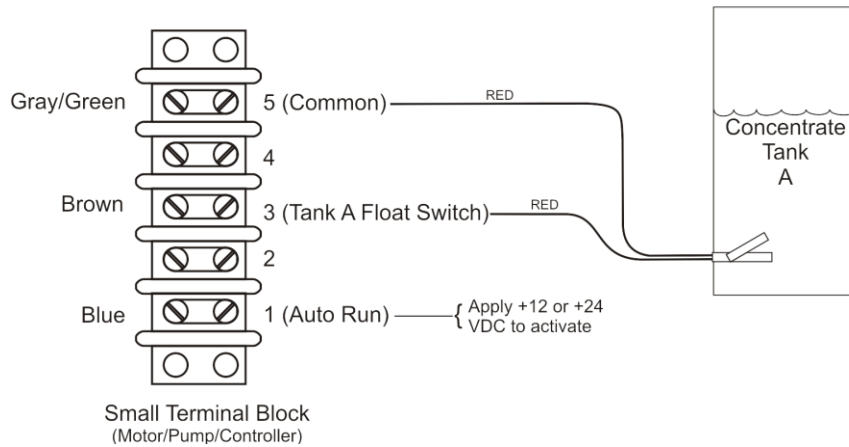 Gray/Green
5 (Common)
RED
4
Brown
3 (Tank A Float Switch)
RED
2
Blue
1 (Auto Run)
{ Apply +12 or +24
VDC to activate
Concentrate
Tank
A
Small Terminal Block
(Motor/Pump/Controller)